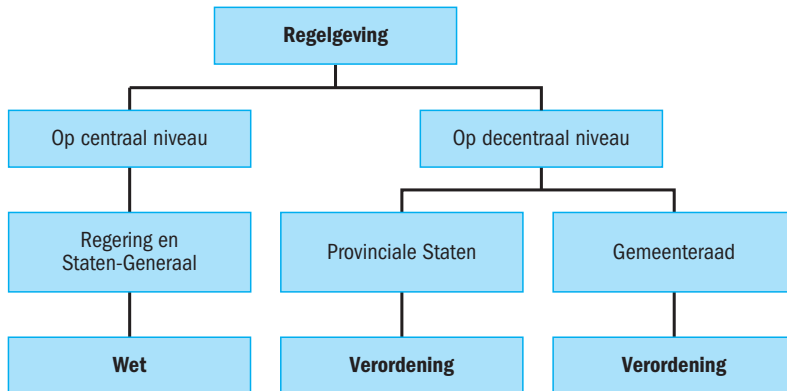 Regelgeving
Op centraal niveau
Op decentraal niveau
Regering en
Staten-Generaal
Provinciale Staten
Gemeenteraad
Wet
Verordening
Verordening